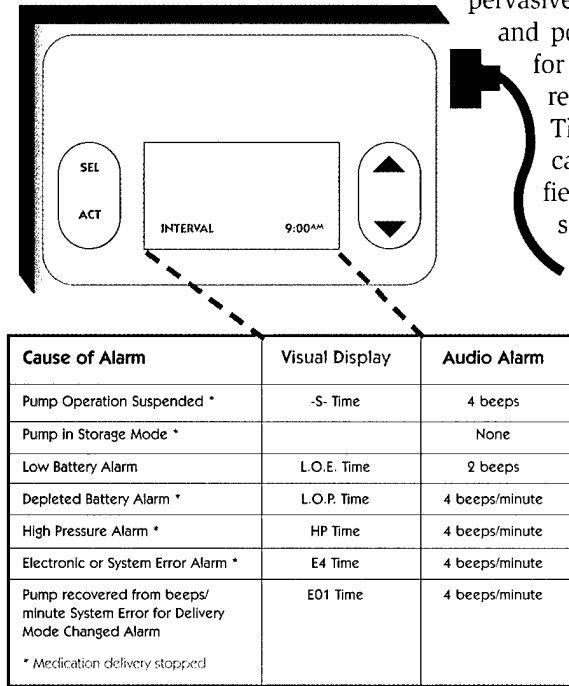 pervasive
and pe
for
re
Ti
ca
fie
s
SEL
ACT
INTERVAL 9:00AM
Cause of Alarm Visual Display Audio Alarm
Pump Operation Suspended * -S- Time 4 beeps
Pump in Storage Mode * None
Low Battery Alarm L.O.E. Time 2 beeps
Depleted Battery Alarm * L.O.P. Time 4 beeps/minute
High Pressure Alarm * HP Time 4 beeps/minute
Electronic or System Error Alarm * E4 Time 4 beeps/minute
Pump recovered from beeps/ E01 Time 4 beeps/minute
minute System Error for Delivery
Mode Changed Alarm
* Medication delivery stopped